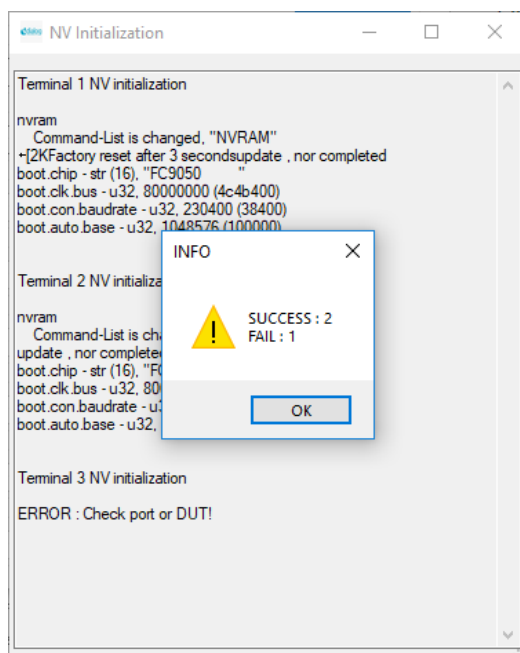 dialog NV Initialization
Terminal 1 NV initialization
nvram
Command-List is changed, "NVRAM"
←[2KFactory reset after 3 secondsupdate , nor completed
boot.chip - str (16), "FC9050 "
boot.clk.bus - u32, 80000000 (4c4b400)
boot.con.baudrate - u32, 230400 (38400)
boot.auto.base - u32, 1048576 (100000)
INFO
SUCCESS : 2
FAIL : 1
OK
Terminal 2 NV initializa
nvram
Command-List is cha
update , nor complete
boot.chip - str (16), "F
boot.clk.bus - u32, 80
boot.con.baudrate - u
boot.auto.base - u32,
Terminal 3 NV initialization
ERROR : Check port or DUT!